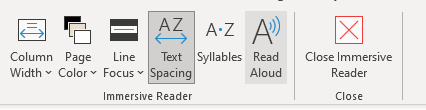 AZ
A·Z
A
Column Width
Page Color
Line Focus
Text Spacing
Syllables
Read Aloud
Close Immersive Reader
Immersive Reader
Close